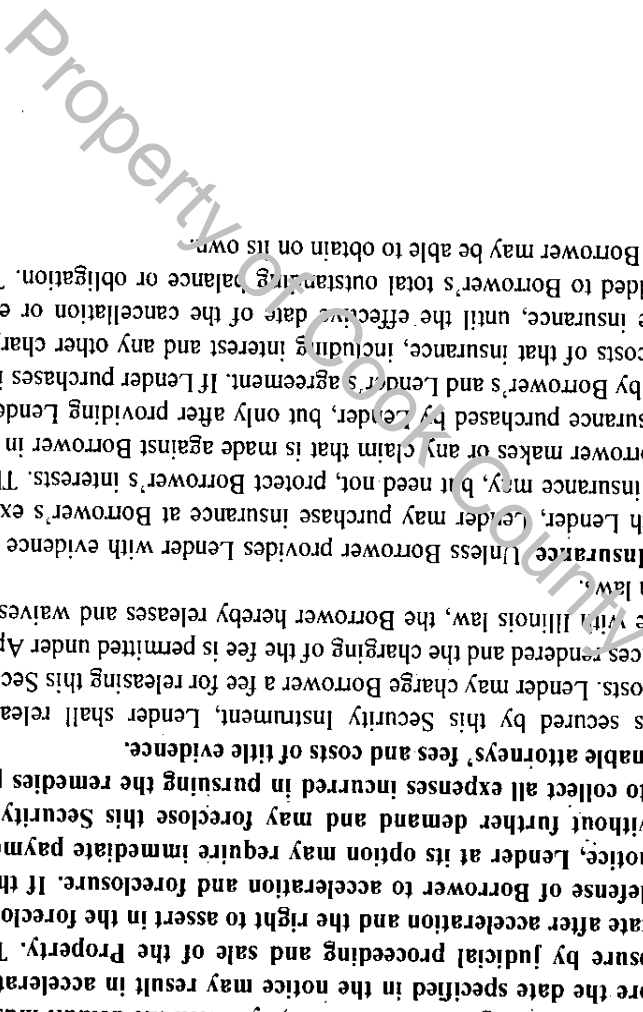 ore the date specified in the notice may result in accelerat
osure by judicial proceeding and sale of the Property. T
ate after acceleration and the right to assert in the foreclo
defense of Borrower to acceleration and foreclosure. If th
notice, Lender at its option may require immediate payme
without further demand and may foreclose this Security
to collect all expenses incurred in pursuing the remedies p
nable attorneys' fees and costs of title evidence.
s secured by this Security Instrument, Lender shall relea
costs. Lender may charge Borrower a fee for releasing this Sec
ces rendered and the charging of the fee is permitted under Ap
e with Illinois law, the Borrower hereby releases and waives
n law.
Insurance Unless Borrower provides Lender with evidence
h Lender, Lender may purchase insurance at Borrower's ex
insurance may, but need not, protect Borrower's interests. T
orrower makes or any claim that is made against Borrower in
surance purchased by Lender, but only after providing Lende
by Borrower's and Lender's agreement. If Lender purchases i
costs of that insurance, including interest and any other char
e insurance, until the effective date of the cancellation or e
dded to Borrower's total outstanding balance or obligation. T
Borrower may be able to obtain on its own.
Property of Cook County